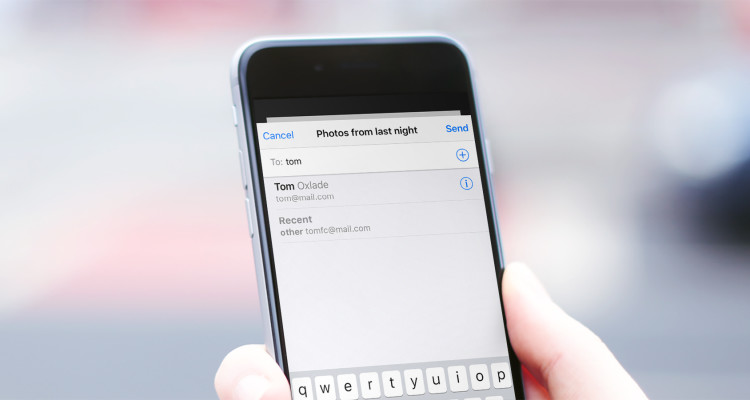 Cancel Photos from last night Send
To: tom
Tom Oxlade
tom@mail.com
Recent
other tomfc@mail.com
q w e r t y u i o p